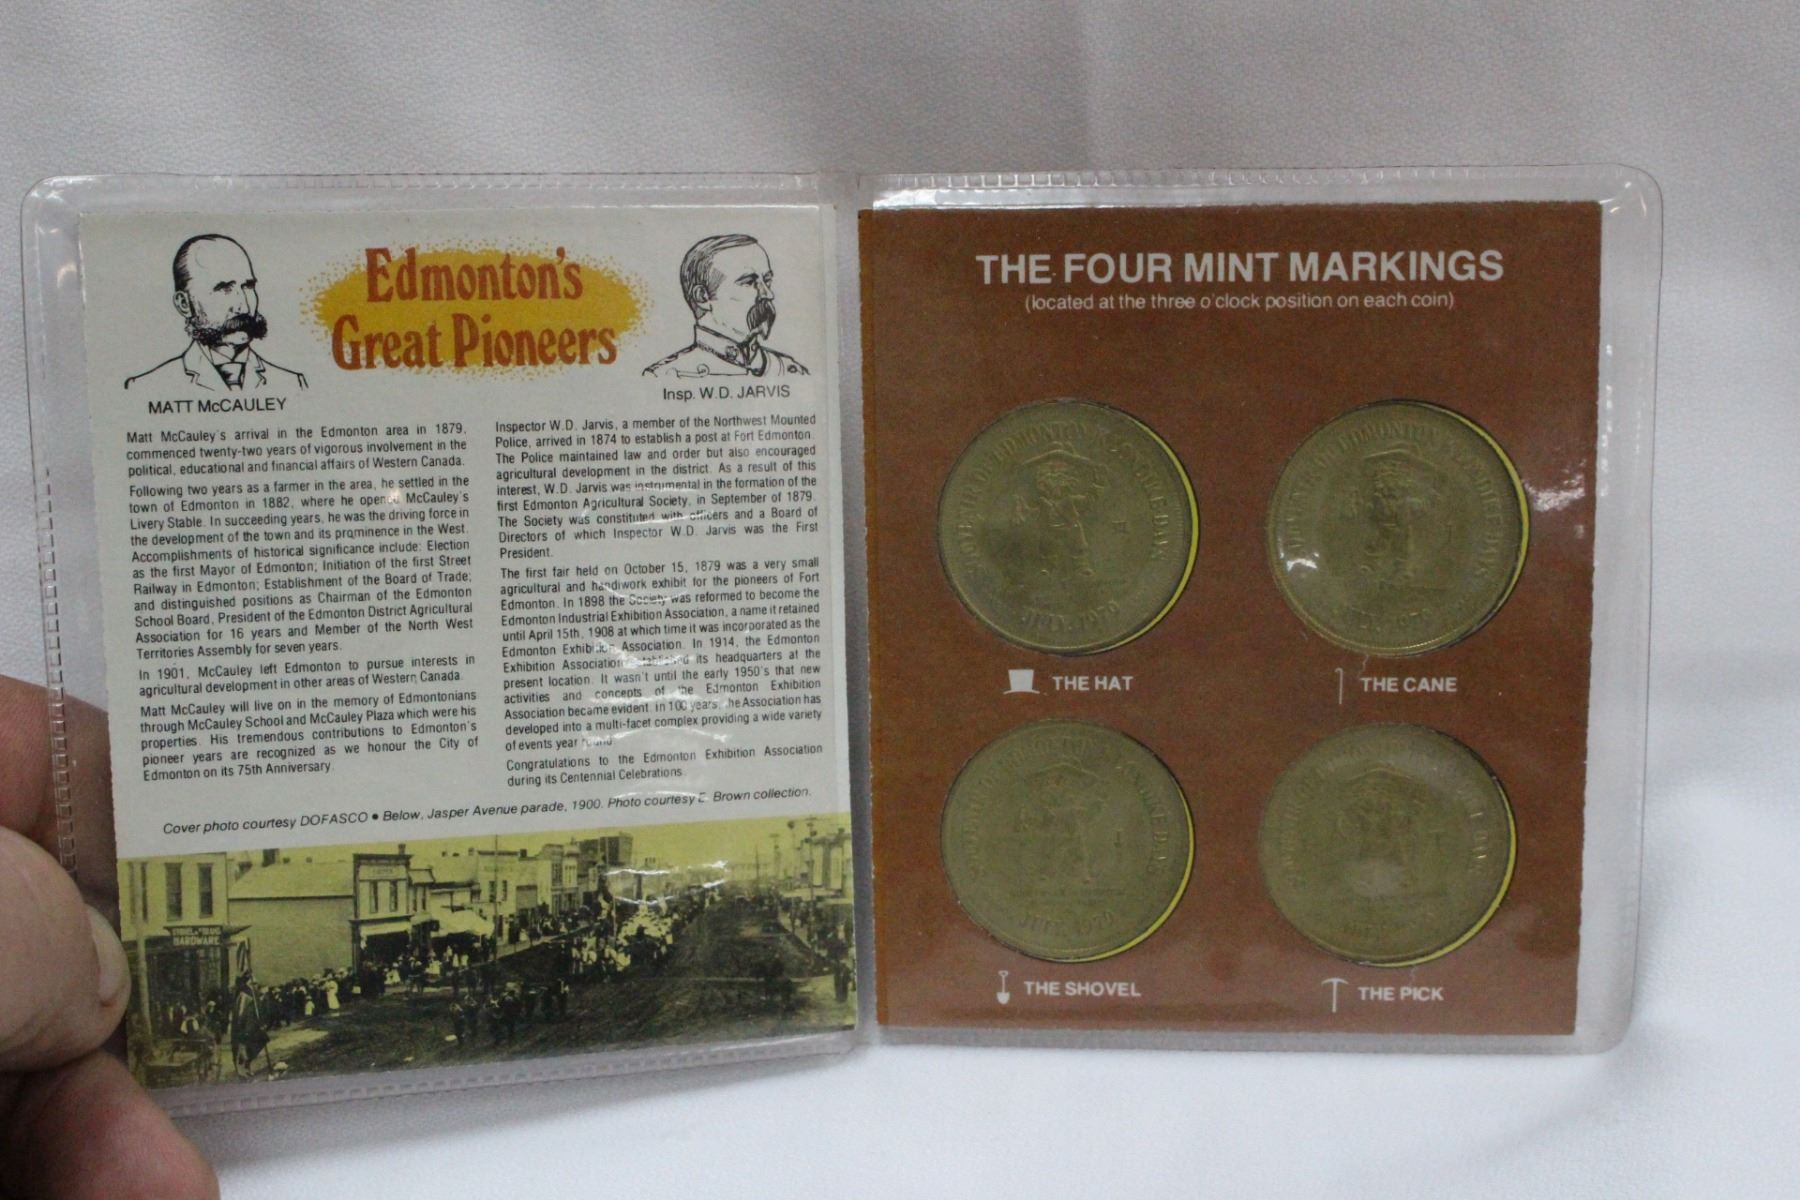 Edmonton's
Great Pioneers
MATT McCAULEY
Insp. W.D. JARVIS
Matt McCauley's arrival in the Edmonton area in 1879,
commenced twenty-two years of vigorous involvement in the
political, educational and financial affairs of Western Canada.
Following two years as a farmer in the area, he settled in the
town of Edmonton in 1882, where he opened McCauley's
Livery Stable. In succeeding years, he was the driving force in
the development of the town and its prominence in the West.
Accomplishments of historical significance include: Election
as the first Mayor of Edmonton; Initiation of the first Street
Railway in Edmonton; Establishment of the Board of Trade;
and distinguished positions as Chairman of the Edmonton
School Board, President of the Edmonton District Agricultural
Association for 16 years and Member of the North West
Territories Assembly for seven years.
In 1901, McCauley left Edmonton to pursue interests in
agricultural development in other areas of Western Canada.
Matt McCauley will live on in the memory of Edmontonians
through McCauley School and McCauley Plaza which were his
properties. His tremendous contributions to Edmonton's
pioneer years are recognized as we honour the City of
Edmonton on its 75th Anniversary.
Inspector W.D. Jarvis, a member of the Northwest Mounted
Police, arrived in 1874 to establish a post at Fort Edmonton.
The Police maintained law and order but also encouraged
agricultural development in the district. As a result of this
interest, W.D. Jarvis was instrumental in the formation of the
first Edmonton Agricultural Society, in September of 1879.
The Society was constituted with officers and a Board of
Directors of which Inspector W.D. Jarvis was the First
President.
The first fair held on October 15, 1879 was a very small
agricultural and handiwork exhibit for the pioneers of Fort
Edmonton. In 1898 the Society was reformed to become the
Edmonton Industrial Exhibition Association, a name it retained
until April 15th, 1908 at which time it was incorporated as the
Edmonton Exhibition Association. In 1914, the Edmonton
Exhibition Association established its headquarters at the
present location. It wasn't until the early 1950's that new
activities and concepts of the Edmonton Exhibition
Association became evident. In 100 years, the Association has
developed into a multi-facet complex providing a wide variety
of events year round.
Congratulations to the Edmonton Exhibition Association
during its Centennial Celebrations.
Cover photo courtesy DOFASCO • Below, Jasper Avenue parade, 1900. Photo courtesy E. Brown collection.
HARDWARE
THE FOUR MINT MARKINGS
(located at the three o'clock position on each coin)
EDMONTON KLONDIKE DAYS
JULY 1979
EDMONTON KLONDIKE DAYS
JULY 1979
THE HAT
THE CANE
KLONDIKE DAYS
JULY 1979
THE SHOVEL
THE PICK